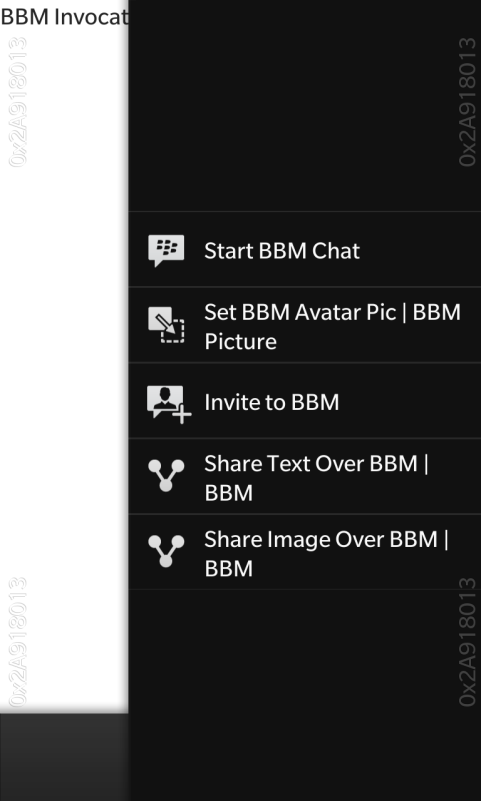 BBM Invocat
0x2A918013
0x2A918013
Start BBM Chat
Set BBM Avatar Pic | BBM
Picture
Invite to BBM
Share Text Over BBM |
BBM
Share Image Over BBM |
BBM
0x2A918013
0x2A918013